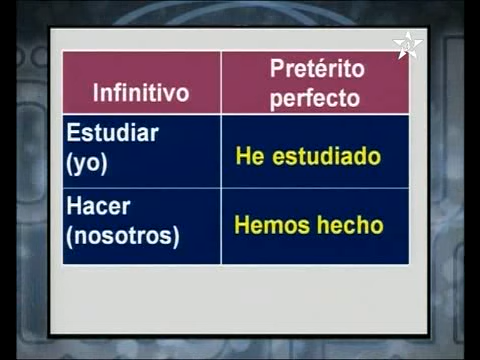 Infinitivo
Pretérito
perfecto
Estudiar
(yo)
He estudiado
Hacer
(nosotros)
Hemos hecho